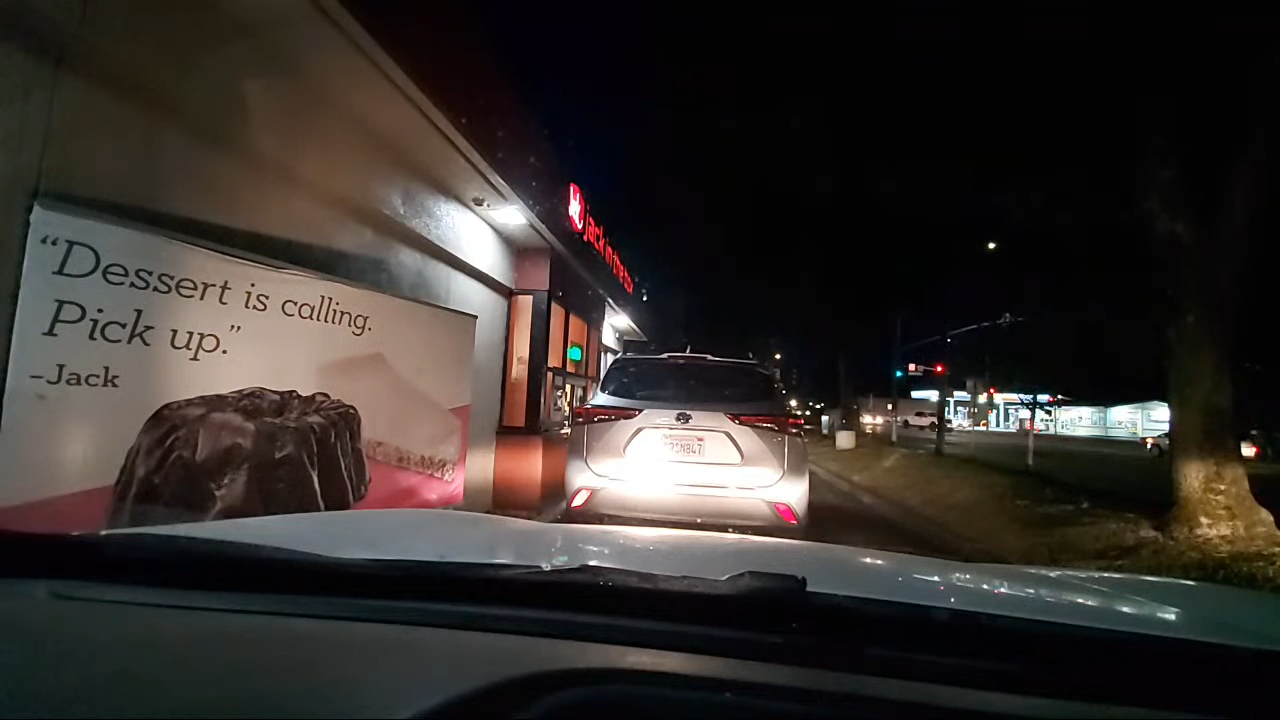 “Dessert is calling.
Pick up.”
–Jack
jack in the box